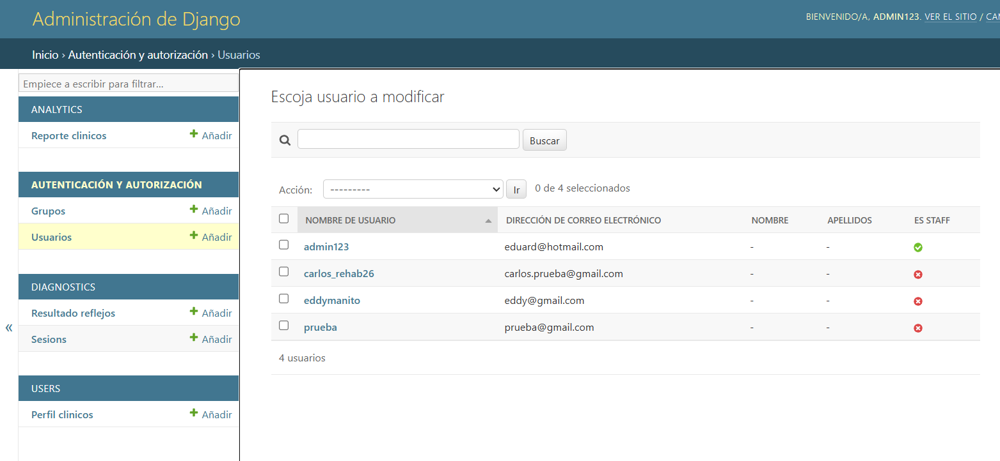 Administración de Django
BIENVENIDO/A, ADMIN123. VER EL SITIO / CAM
Inicio › Autenticación y autorización › Usuarios
Empiece a escribir para filtrar...
ANALYTICS
Reporte clinicos + Añadir
AUTENTICACIÓN Y AUTORIZACIÓN
Grupos + Añadir
Usuarios + Añadir
DIAGNOSTICS
Resultado reflejos + Añadir
Sesions + Añadir
USERS
Perfil clinicos + Añadir
«
Escoja usuario a modificar
Buscar
Acción: --------- Ir 0 de 4 seleccionados
NOMBRE DE USUARIO DIRECCIÓN DE CORREO ELECTRÓNICO NOMBRE APELLIDOS ES STAFF
admin123 eduard@hotmail.com - -
carlos_rehab26 carlos.prueba@gmail.com - -
eddymanito eddy@gmail.com - -
prueba prueba@gmail.com - -
4 usuarios